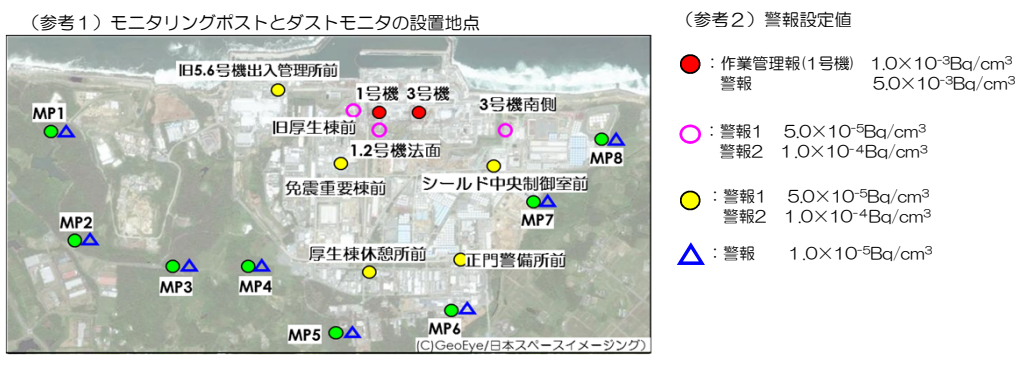 （参考１）モニタリングポストとダストモニタの設置地点
旧5.6号機出入管理所前
1号機 3号機
3号機南側
MP1
旧厚生棟前
1.2号機法面
MP8
免震重要棟前
シールド中央制御室前
MP7
MP2
厚生棟休憩所前
正門警備所前
MP3
MP4
MP5
MP6
(C)GeoEye/日本スペースイメージング）
（参考２）警報設定値
：作業管理報(1号機) 1.0×10-3Bq/cm3
警報 5.0×10-3Bq/cm3
：警報1 5.0×10-5Bq/cm3
警報2 1.0×10-4Bq/cm3
：警報1 5.0×10-5Bq/cm3
警報2 1.0×10-4Bq/cm3
：警報 1.0×10-5Bq/cm3